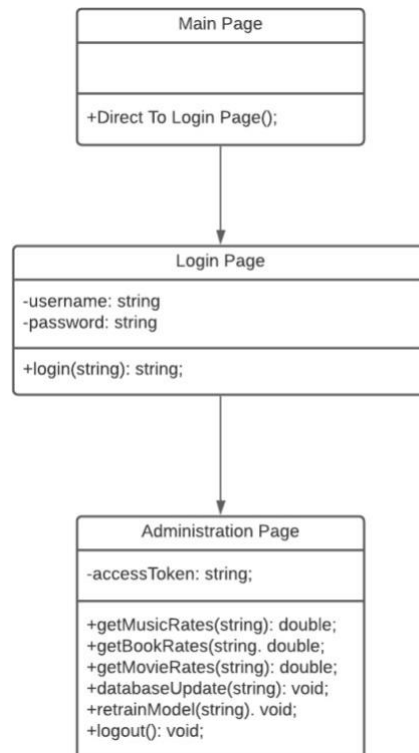 Main Page
+Direct To Login Page();
Login Page
-username: string
-password: string
+login(string): string;
Administration Page
-accessToken: string;
+getMusicRates(string): double;
+getBookRates(string. double;
+getMovieRates(string): double;
+databaseUpdate(string): void;
+retrainModel(string). void;
+logout(): void;